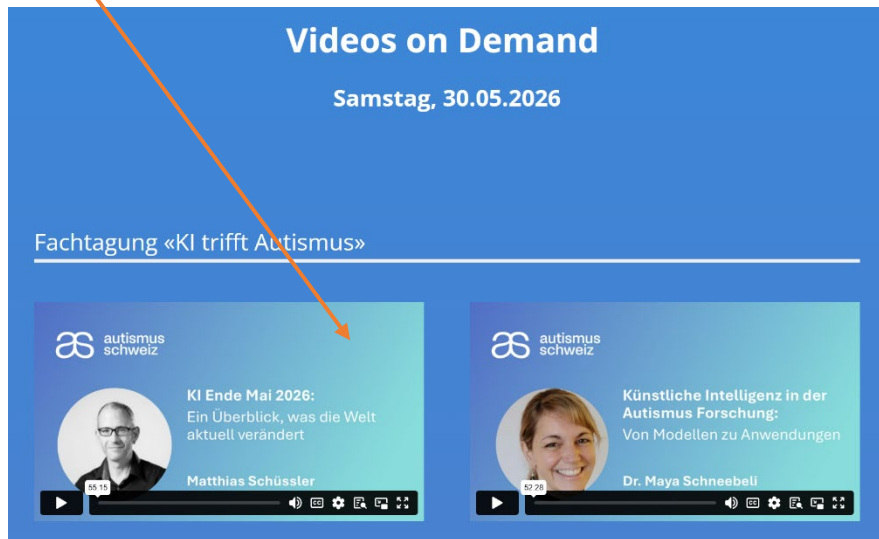 Videos on Demand
Samstag, 30.05.2026
Fachtagung «KI trifft Autismus»
autismus
schweiz
KI Ende Mai 2026:
Ein Überblick, was die Welt
aktuell verändert
Matthias Schüssler
55:15
CC
autismus
schweiz
Künstliche Intelligenz in der
Autismus Forschung:
Von Modellen zu Anwendungen
Dr. Maya Schneebeli
52:28
CC